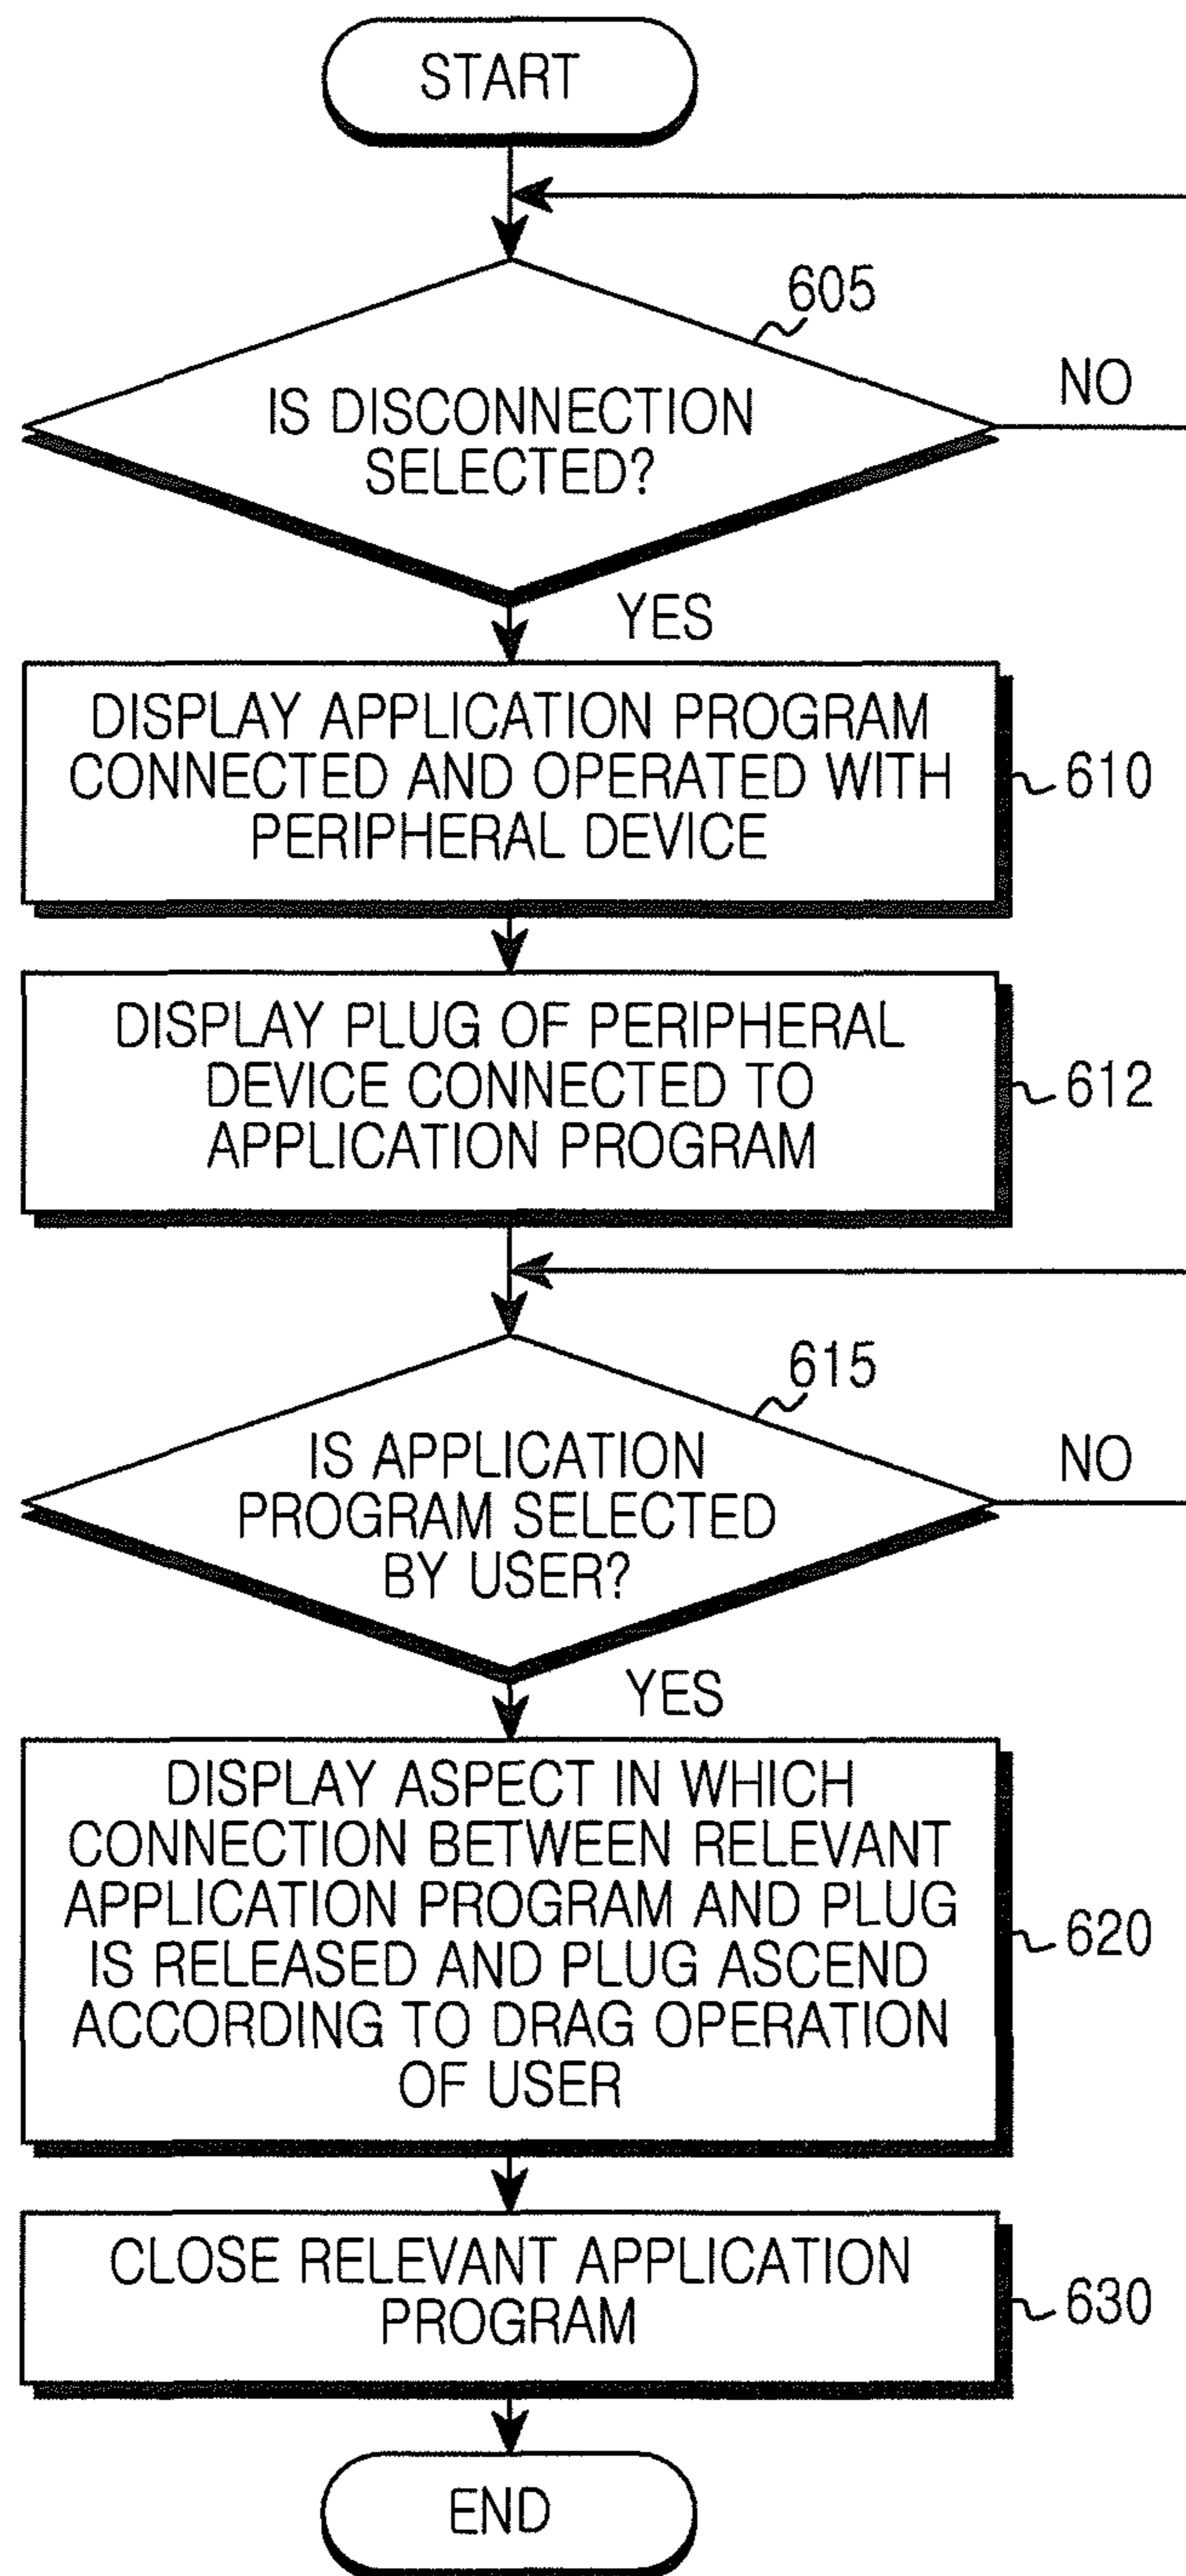 START
605
IS DISCONNECTION
SELECTED?
NO
YES
DISPLAY APPLICATION PROGRAM
CONNECTED AND OPERATED WITH
PERIPHERAL DEVICE
610
DISPLAY PLUG OF PERIPHERAL
DEVICE CONNECTED TO
APPLICATION PROGRAM
612
615
IS APPLICATION
PROGRAM SELECTED
BY USER?
NO
YES
DISPLAY ASPECT IN WHICH
CONNECTION BETWEEN RELEVANT
APPLICATION PROGRAM AND PLUG
IS RELEASED AND PLUG ASCEND
ACCORDING TO DRAG OPERATION
OF USER
620
CLOSE RELEVANT APPLICATION
PROGRAM
630
END